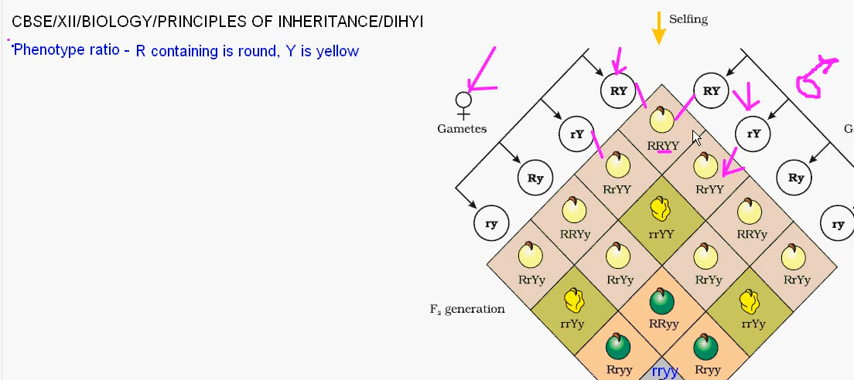 CBSE/XII/BIOLOGY/PRINCIPLES OF INHERITANCE/DIHYI
Phenotype ratio - R containing is round, Y is yellow
Selfing
RY RY
Gametes G
rY RRYY rY
Ry RrYY RrYY Ry
ry RRYy rrYY RRYy ry
RrYy RrYy RrYy RrYy
F₂ generation
rrYy RRyy rrYy
Rryy rryy Rryy